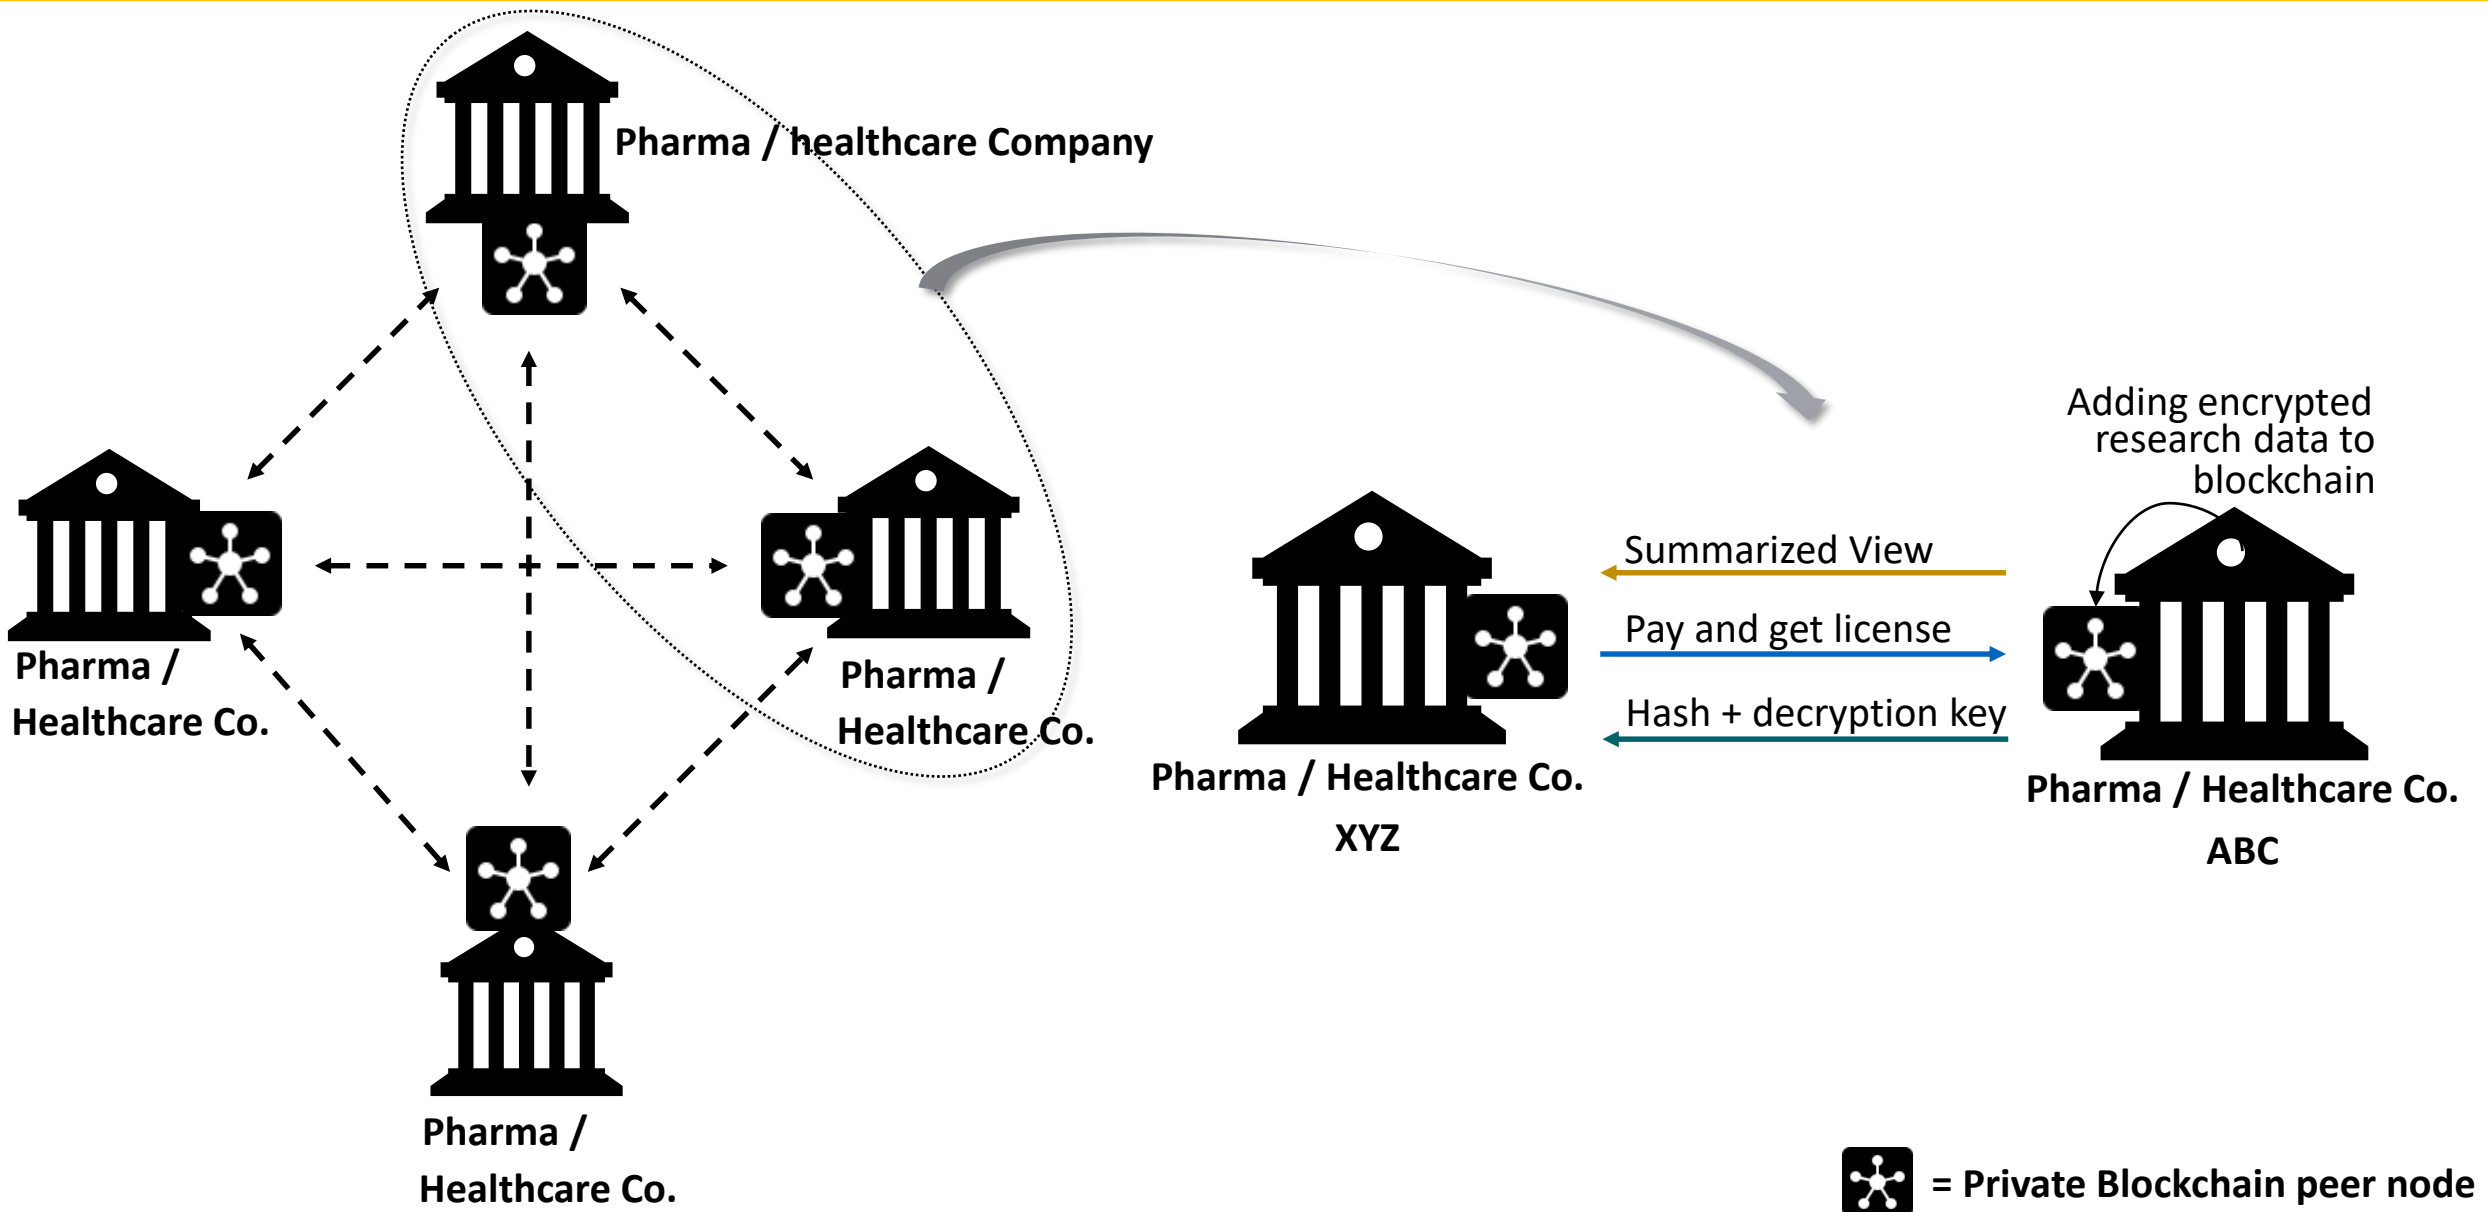 Pharma / healthcare Company
Pharma /
Healthcare Co.
Pharma /
Healthcare Co.
Pharma /
Healthcare Co.
Adding encrypted
research data to
blockchain
Summarized View
Pay and get license
Hash + decryption key
Pharma / Healthcare Co.
XYZ
Pharma / Healthcare Co.
ABC
= Private Blockchain peer node